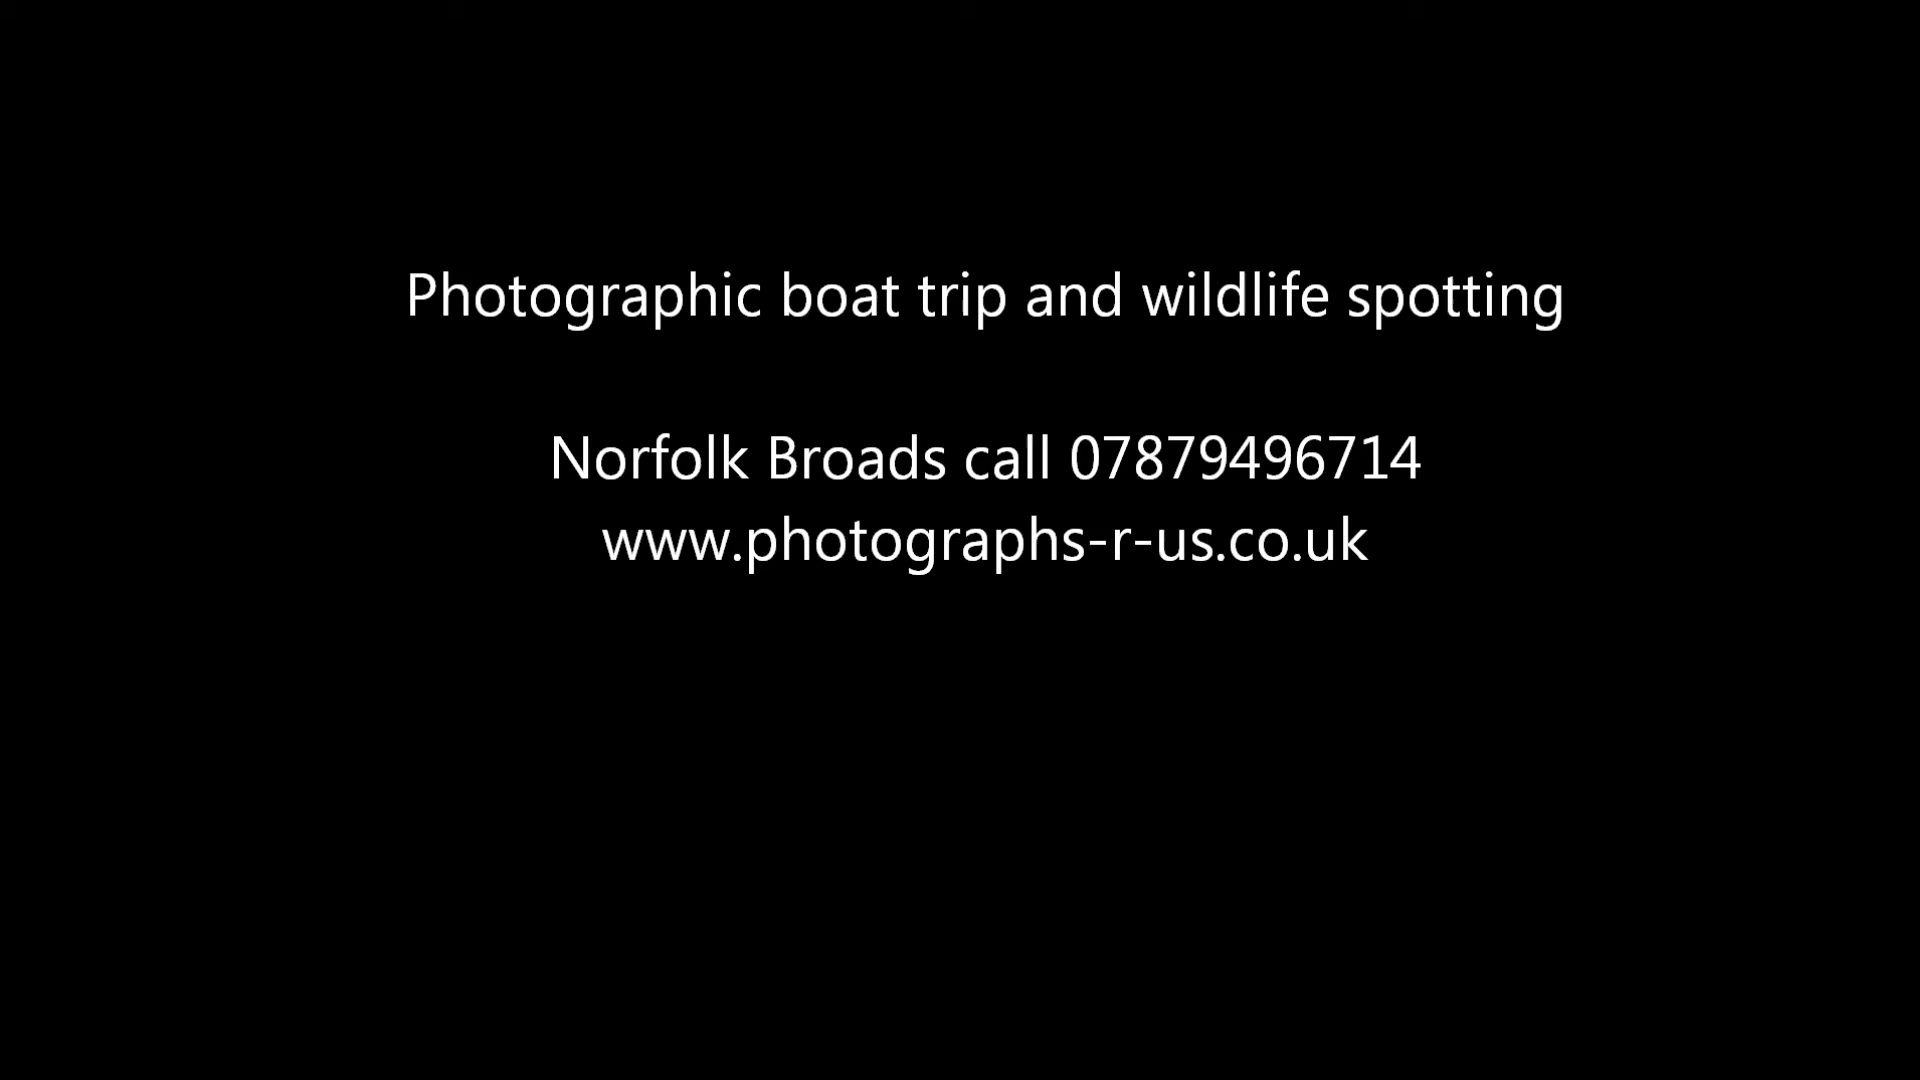 Photographic boat trip and wildlife spotting
Norfolk Broads call 07879496714
www.photographs-r-us.co.uk